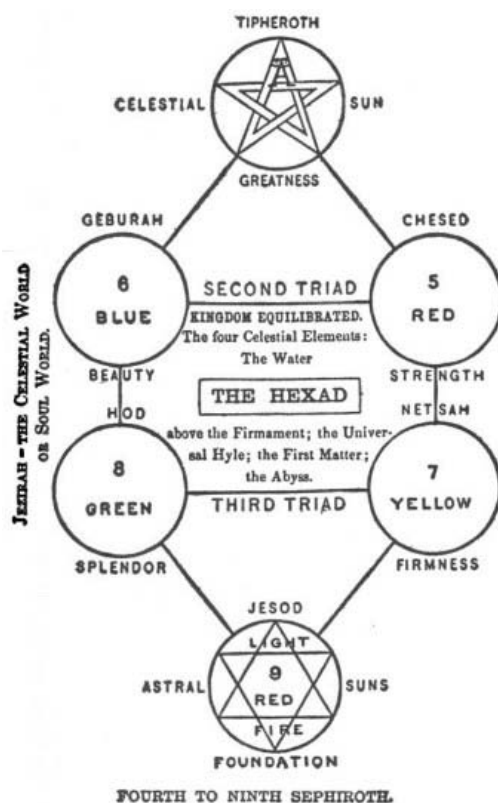 TIPHEROTH
A
CELESTIAL SUN
GREATNESS
GEBURAH CHESED
6 5
BLUE RED
SECOND TRIAD
KINGDOM EQUILIBRATED.
The four Celestial Elements:
The Water
BEAUTY STRENGTH
THE HEXAD
HOD NETSAH
above the Firmament; the Univer-
sal Hyle; the First Matter;
the Abyss.
8 7
GREEN YELLOW
THIRD TRIAD
SPLENDOR FIRMNESS
JESOD
LIGHT
9
ASTRAL SUNS
RED
FIRE
FOUNDATION
JEZIRAH – THE CELESTIAL WORLD
OR SOUL WORLD.
FOURTH TO NINTH SEPHIROTH.